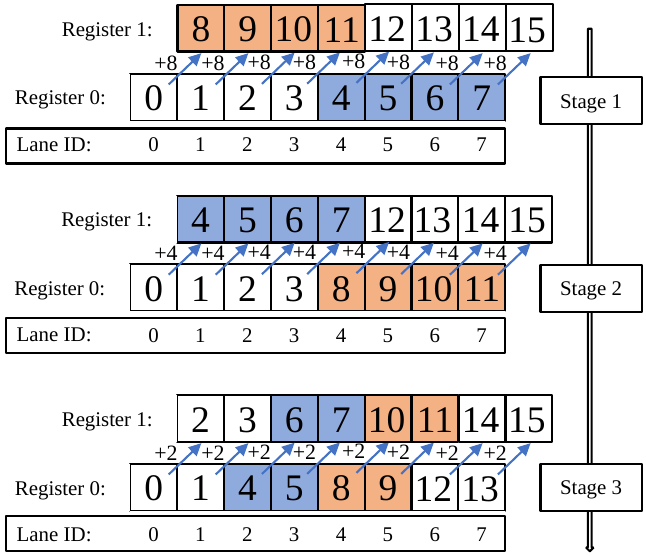 Register 1: 8 9 10 11 12 13 14 15
+8 +8 +8 +8 +8 +8 +8 +8
Register 0: 0 1 2 3 4 5 6 7
Stage 1
Lane ID: 0 1 2 3 4 5 6 7
Register 1: 4 5 6 7 12 13 14 15
+4 +4 +4 +4 +4 +4 +4 +4
Register 0: 0 1 2 3 8 9 10 11
Stage 2
Lane ID: 0 1 2 3 4 5 6 7
Register 1: 2 3 6 7 10 11 14 15
+2 +2 +2 +2 +2 +2 +2 +2
Register 0: 0 1 4 5 8 9 12 13
Stage 3
Lane ID: 0 1 2 3 4 5 6 7